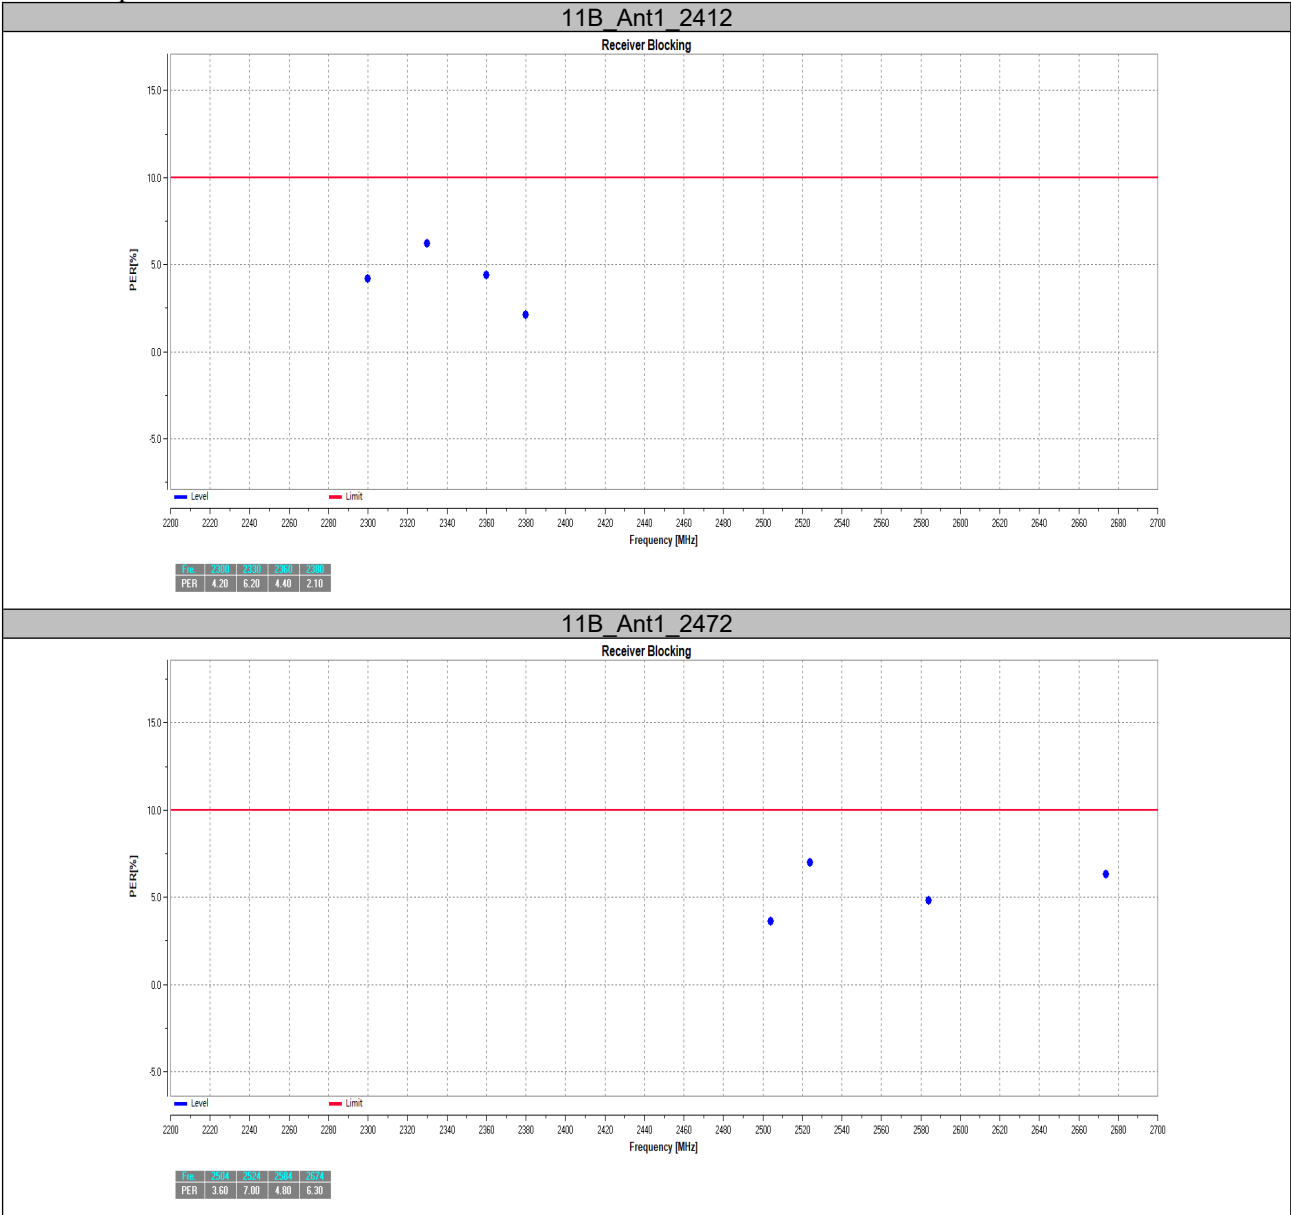 11B_Ant1_2412
Receiver Blocking
15.0
10.0
5.0
0.0
-5.0
PER[%]
Level Limit
2200 2220 2240 2260 2280 2300 2320 2340 2360 2380 2400 2420 2440 2460 2480 2500 2520 2540 2560 2580 2600 2620 2640 2660 2680 2700
Frequency [MHz]
Fre. 2300 2330 2360 2380
PER 4.20 6.20 4.40 2.10
11B_Ant1_2472
Receiver Blocking
15.0
10.0
5.0
0.0
-5.0
PER[%]
Level Limit
2200 2220 2240 2260 2280 2300 2320 2340 2360 2380 2400 2420 2440 2460 2480 2500 2520 2540 2560 2580 2600 2620 2640 2660 2680 2700
Frequency [MHz]
Fre. 2504 2524 2584 2674
PER 3.60 7.00 4.80 6.30